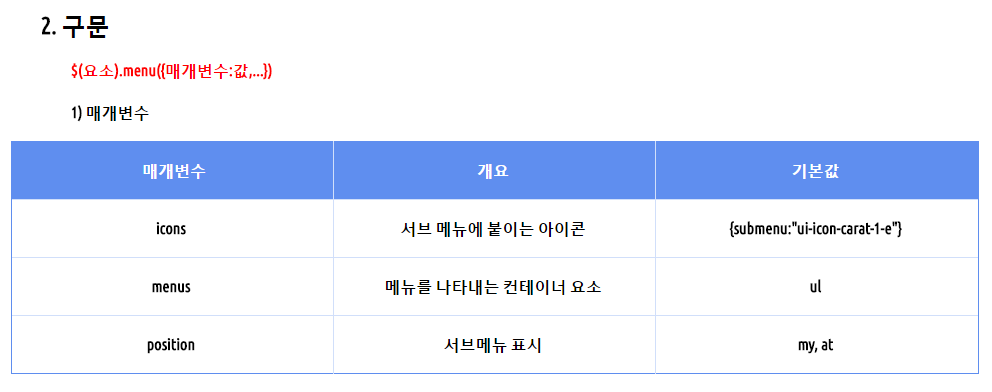 2. 구문
$(요소).menu({매개변수:값,...})
1) 매개변수
매개변수 개요 기본값
icons 서브 메뉴에 붙이는 아이콘 {submenu:"ui-icon-carat-1-e"}
menus 메뉴를 나타내는 컨테이너 요소 ul
position 서브메뉴 표시 my, at